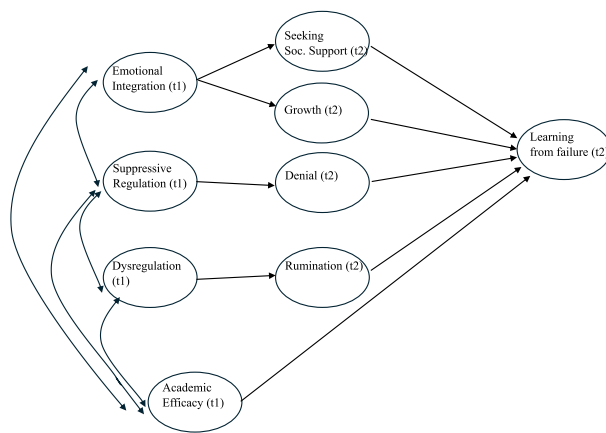 Seeking
Soc. Support (t2)
Emotional
Integration (t1)
Growth (t2)
Learning
from failure (t2)
Suppressive
Regulation (t1)
Denial (t2)
Dysregulation
(t1)
Rumination (t2)
Academic
Efficacy (t1)